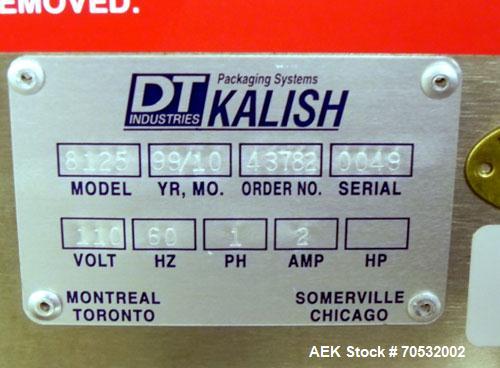 EMOVED.
DT INDUSTRIES
Packaging Systems
KALISH
8125 99/10 43782 0049
MODEL YR, MO. ORDER NO. SERIAL
110 60 1 2
VOLT HZ PH AMP HP
MONTREAL SOMERVILLE
TORONTO CHICAGO
AEK Stock # 70532002